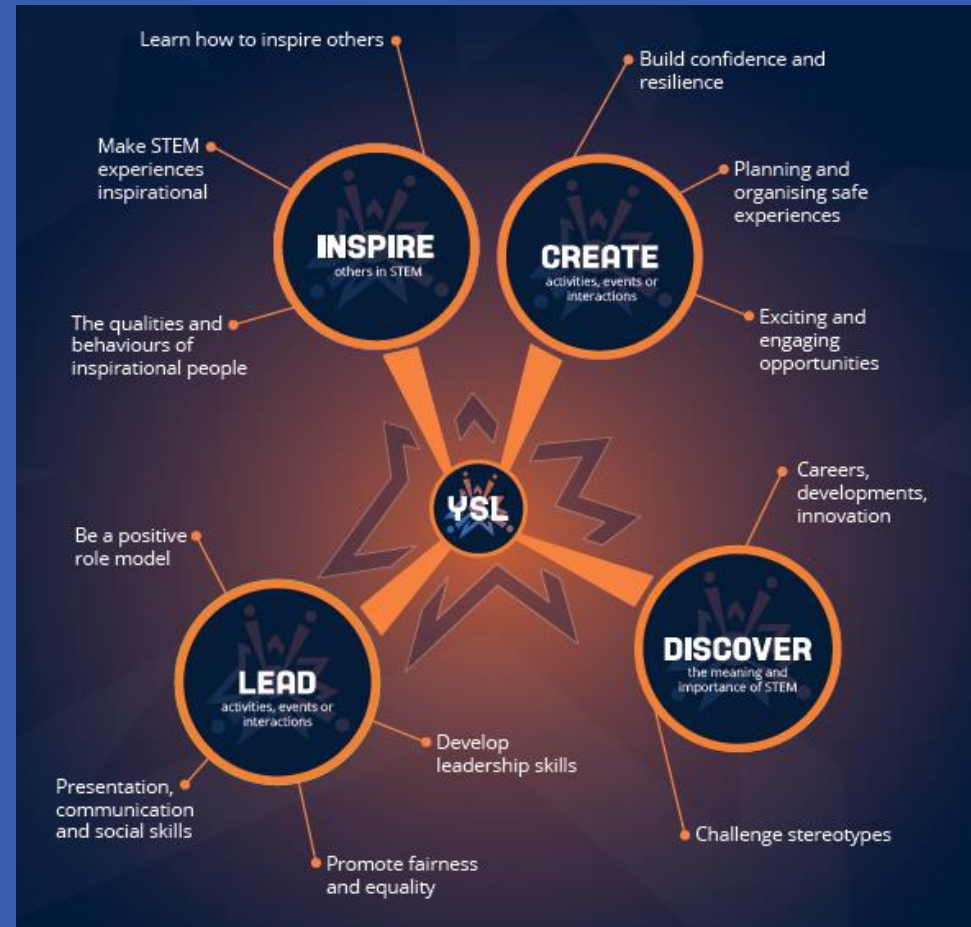 Learn how to inspire others
Make STEM
experiences
inspirational
The qualities and
behaviours of
inspirational people
INSPIRE
others in STEM
Build confidence and
resilience
Planning and
organising safe
experiences
Exciting and
engaging
opportunities
CREATE
activities, events or
interactions
YSL
Be a positive
role model
LEAD
activities, events or
interactions
Presentation,
communication
and social skills
Develop
leadership skills
Promote fairness
and equality
Careers,
developments,
innovation
DISCOVER
the meaning and
importance of STEM
Challenge stereotypes